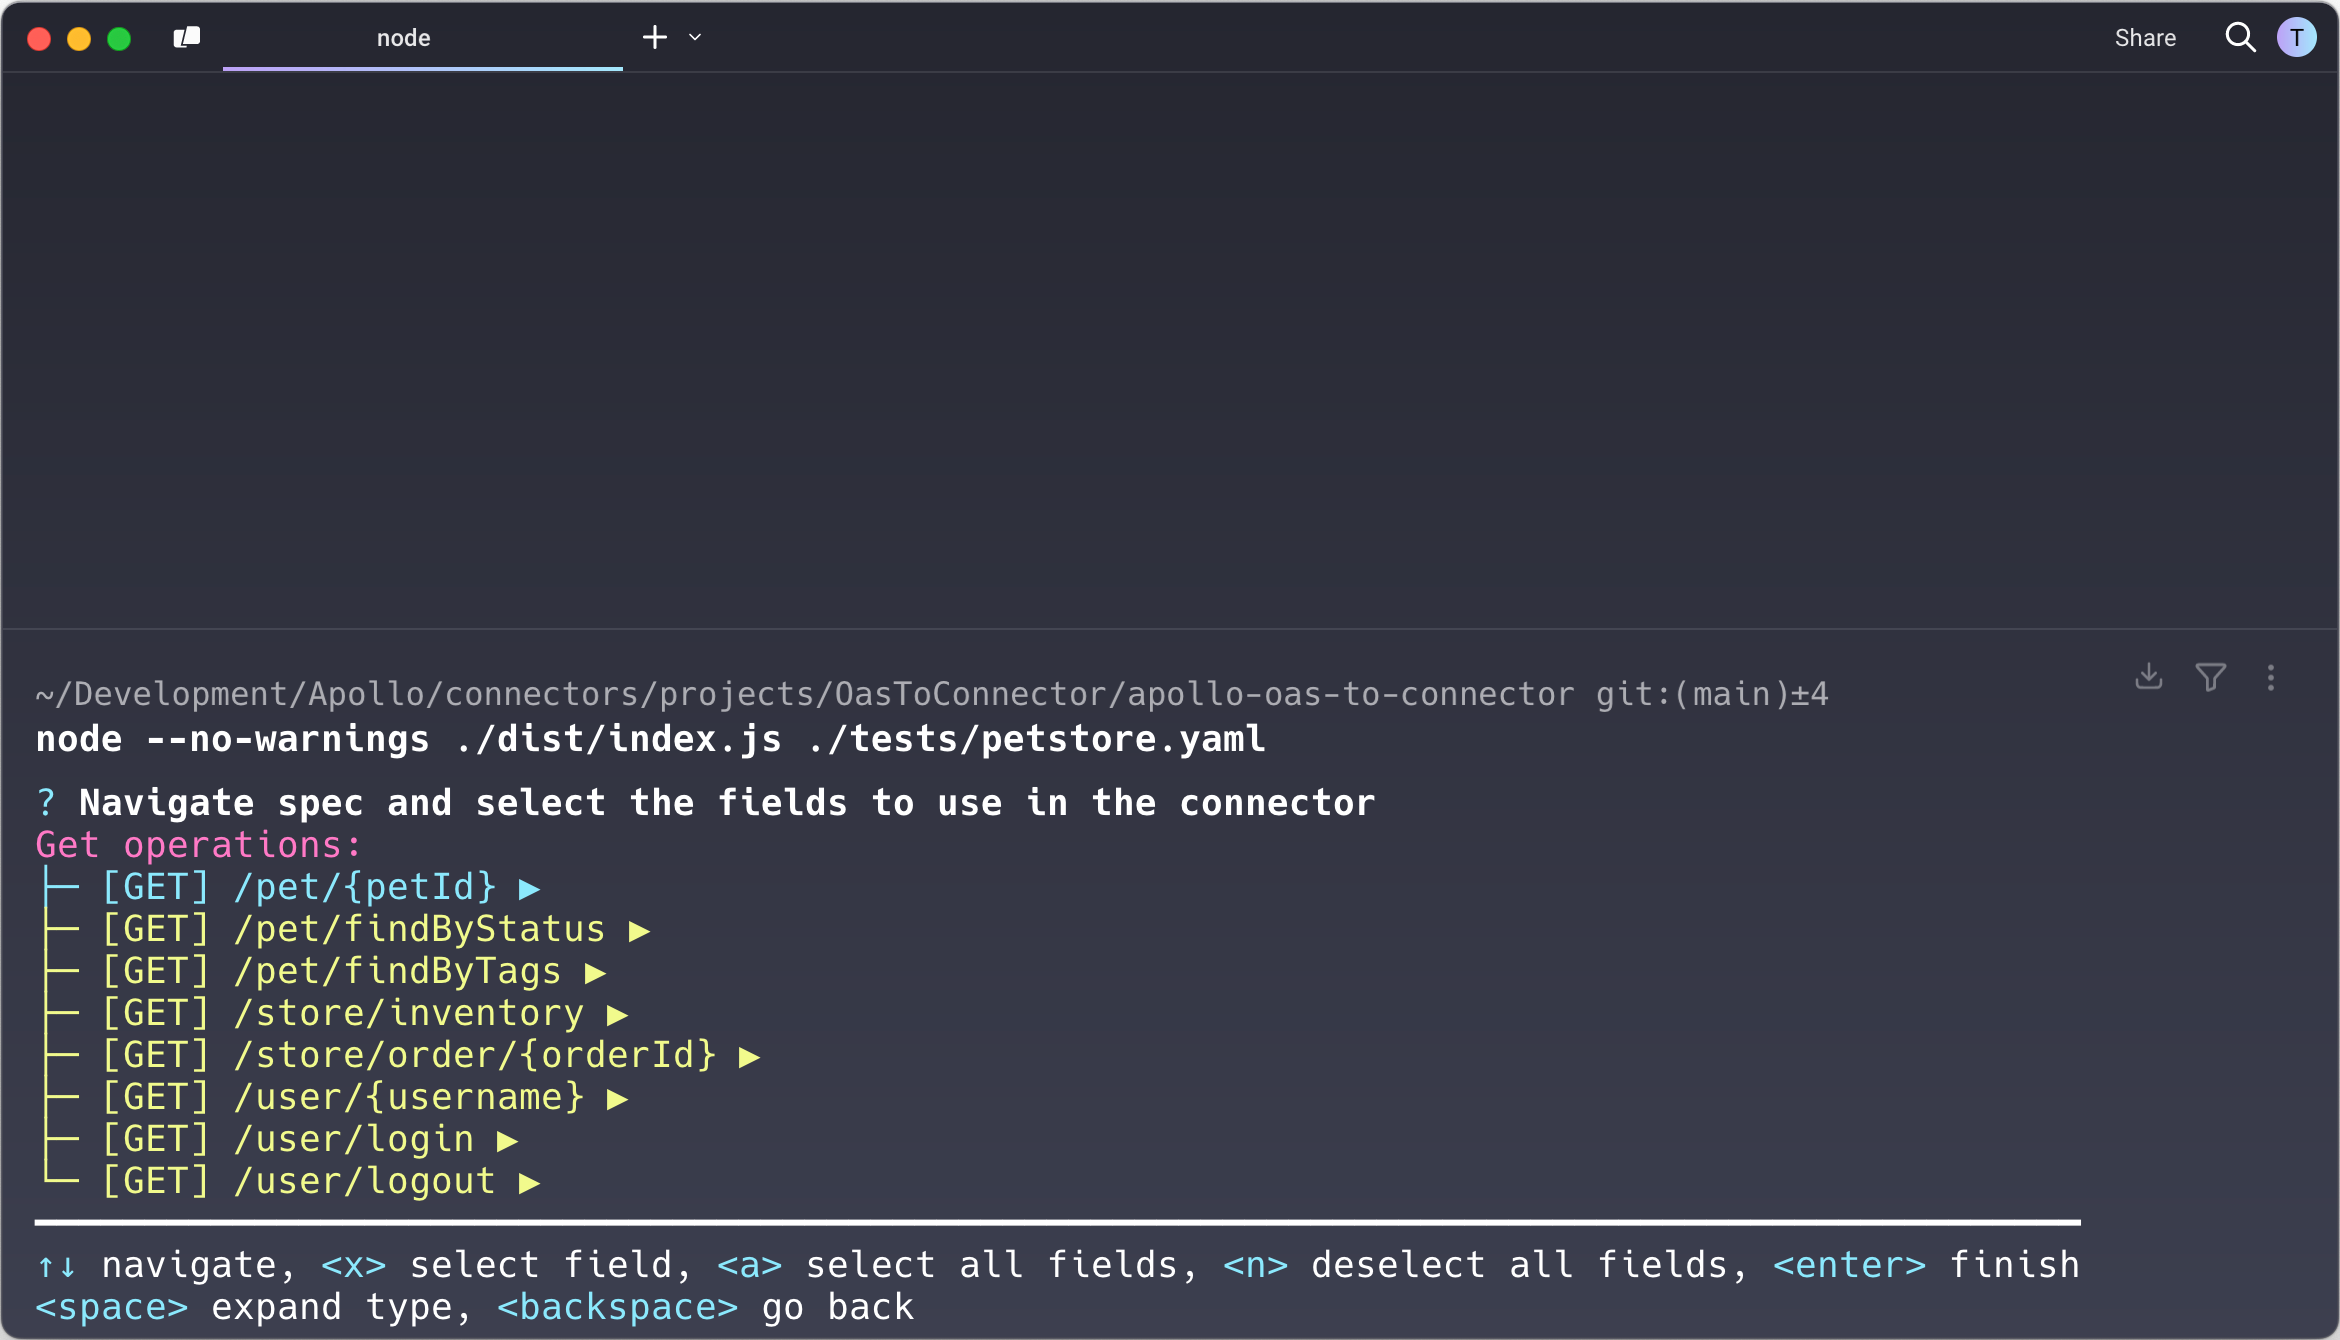 node
Share
T
~/Development/Apollo/connectors/projects/OasToConnector/apollo-oas-to-connector git:(main)±4
node --no-warnings ./dist/index.js ./tests/petstore.yaml
? Navigate spec and select the fields to use in the connector
Get operations:
├─ [GET] /pet/{petId} ▶
├─ [GET] /pet/findByStatus ▶
├─ [GET] /pet/findByTags ▶
├─ [GET] /store/inventory ▶
├─ [GET] /store/order/{orderId} ▶
├─ [GET] /user/{username} ▶
├─ [GET] /user/login ▶
└─ [GET] /user/logout ▶
↑↓ navigate, <x> select field, <a> select all fields, <n> deselect all fields, <enter> finish
<space> expand type, <backspace> go back